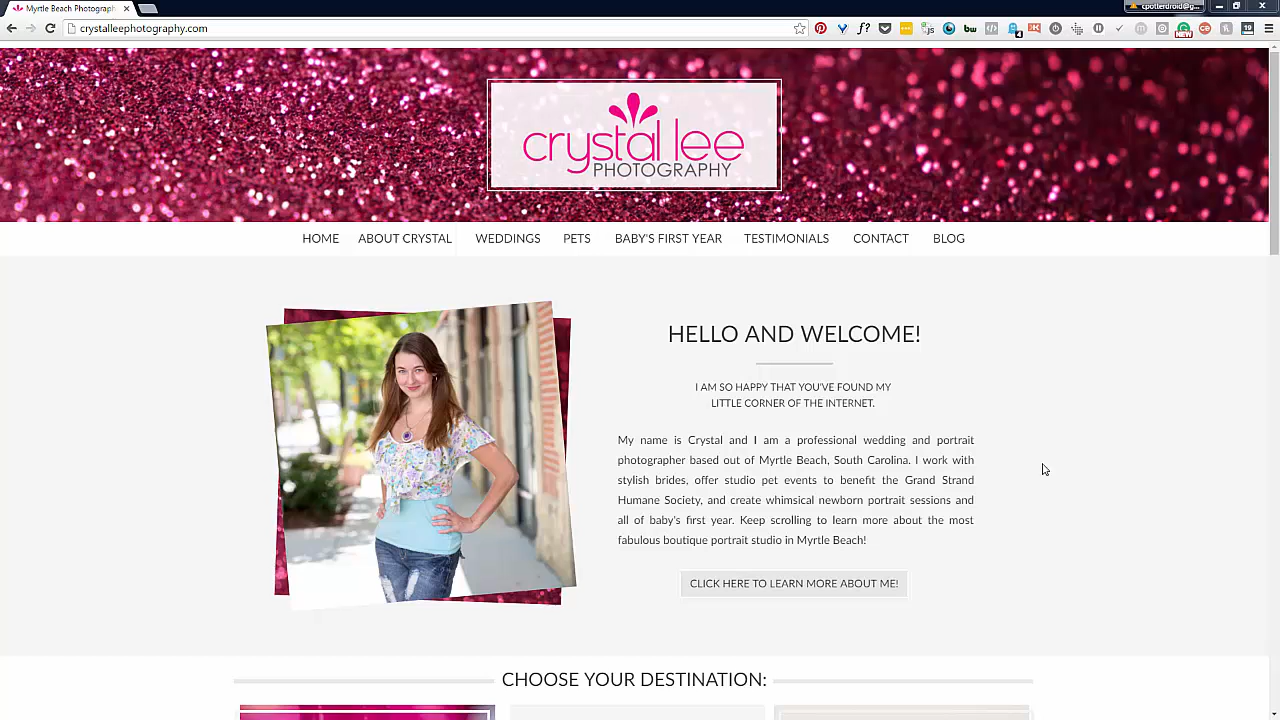 Myrtle Beach Photograph
cpotterdroid@g...
crystalleephotography.com
crystal lee
PHOTOGRAPHY
HOME ABOUT CRYSTAL WEDDINGS PETS BABY'S FIRST YEAR TESTIMONIALS CONTACT BLOG
HELLO AND WELCOME!
I AM SO HAPPY THAT YOU'VE FOUND MY
LITTLE CORNER OF THE INTERNET.
My name is Crystal and I am a professional wedding and portrait
photographer based out of Myrtle Beach, South Carolina. I work with
stylish brides, offer studio pet events to benefit the Grand Strand
Humane Society, and create whimsical newborn portrait sessions and
all of baby's first year. Keep scrolling to learn more about the most
fabulous boutique portrait studio in Myrtle Beach!
CLICK HERE TO LEARN MORE ABOUT ME!
CHOOSE YOUR DESTINATION: